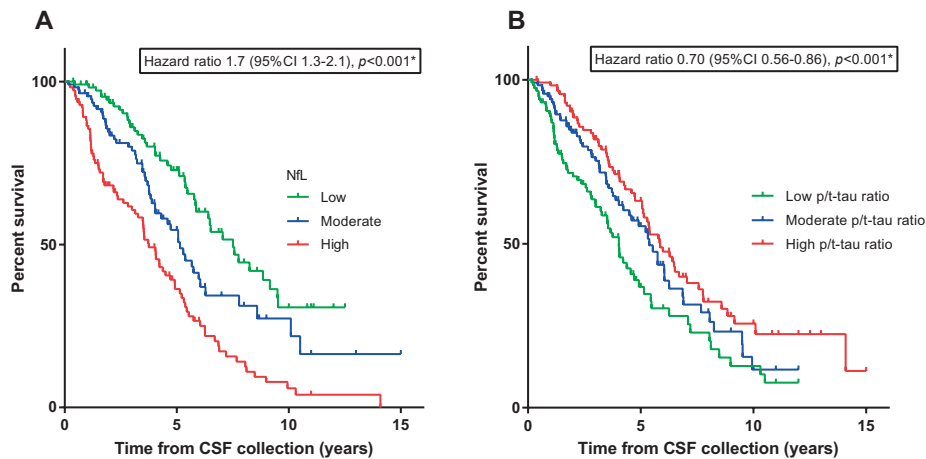 A
Hazard ratio 1.7 (95%CI 1.3-2.1), p<0.001*
100
50
0
Percent survival
NfL
Low
Moderate
High
0 5 10 15
Time from CSF collection (years)
B
Hazard ratio 0.70 (95%CI 0.56-0.86), p<0.001*
100
50
0
Percent survival
Low p/t-tau ratio
Moderate p/t-tau ratio
High p/t-tau ratio
0 5 10 15
Time from CSF collection (years)